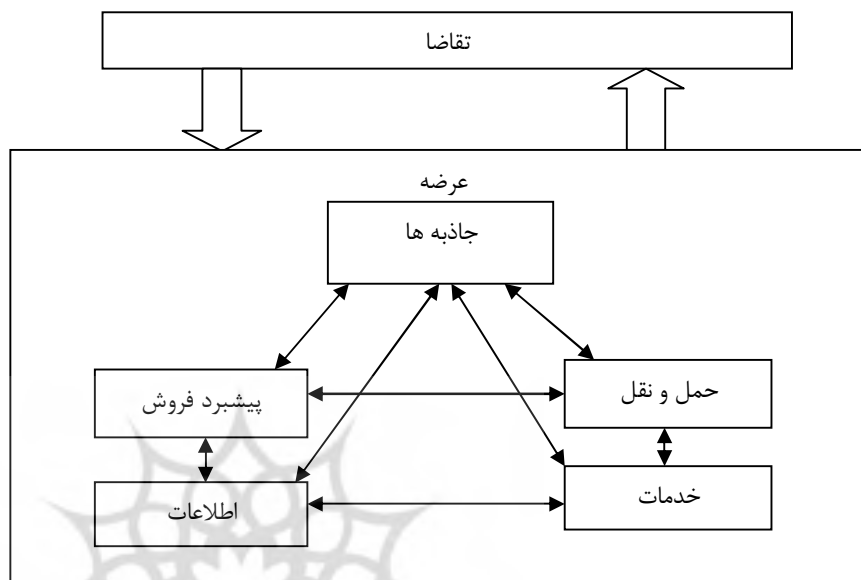 تقاضا
عرضه
جاذبه ها
حمل و نقل
پیشبرد فروش
خدمات
اطلاعات